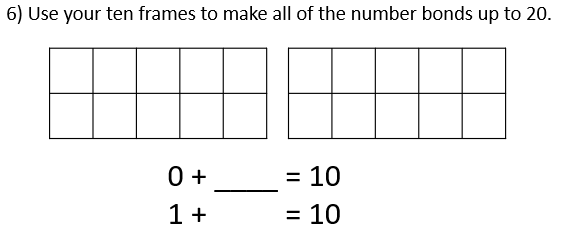 6) Use your ten frames to make all of the number bonds up to 20.
0 + ____ = 10
1 + = 10